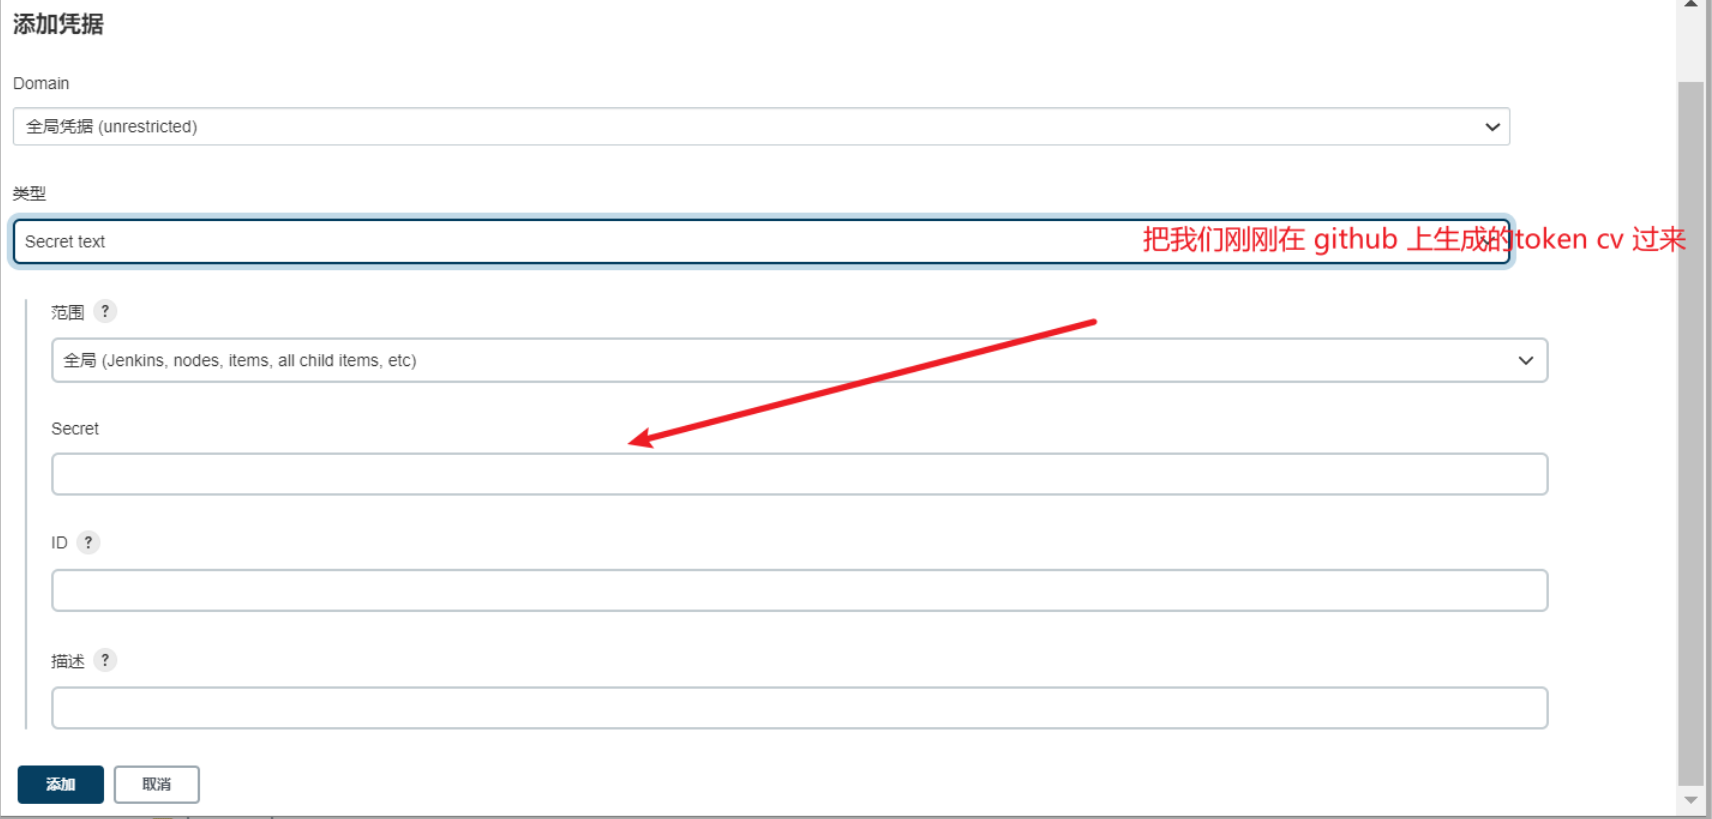 添加凭据
Domain
全局凭据 (unrestricted)
类型
Secret text
把我们刚刚在 github 上生成的token cv 过来
范围 ?
全局 (Jenkins, nodes, items, all child items, etc)
Secret
ID ?
描述 ?
添加 取消